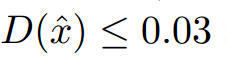 D(x̂) ≤ 0.03